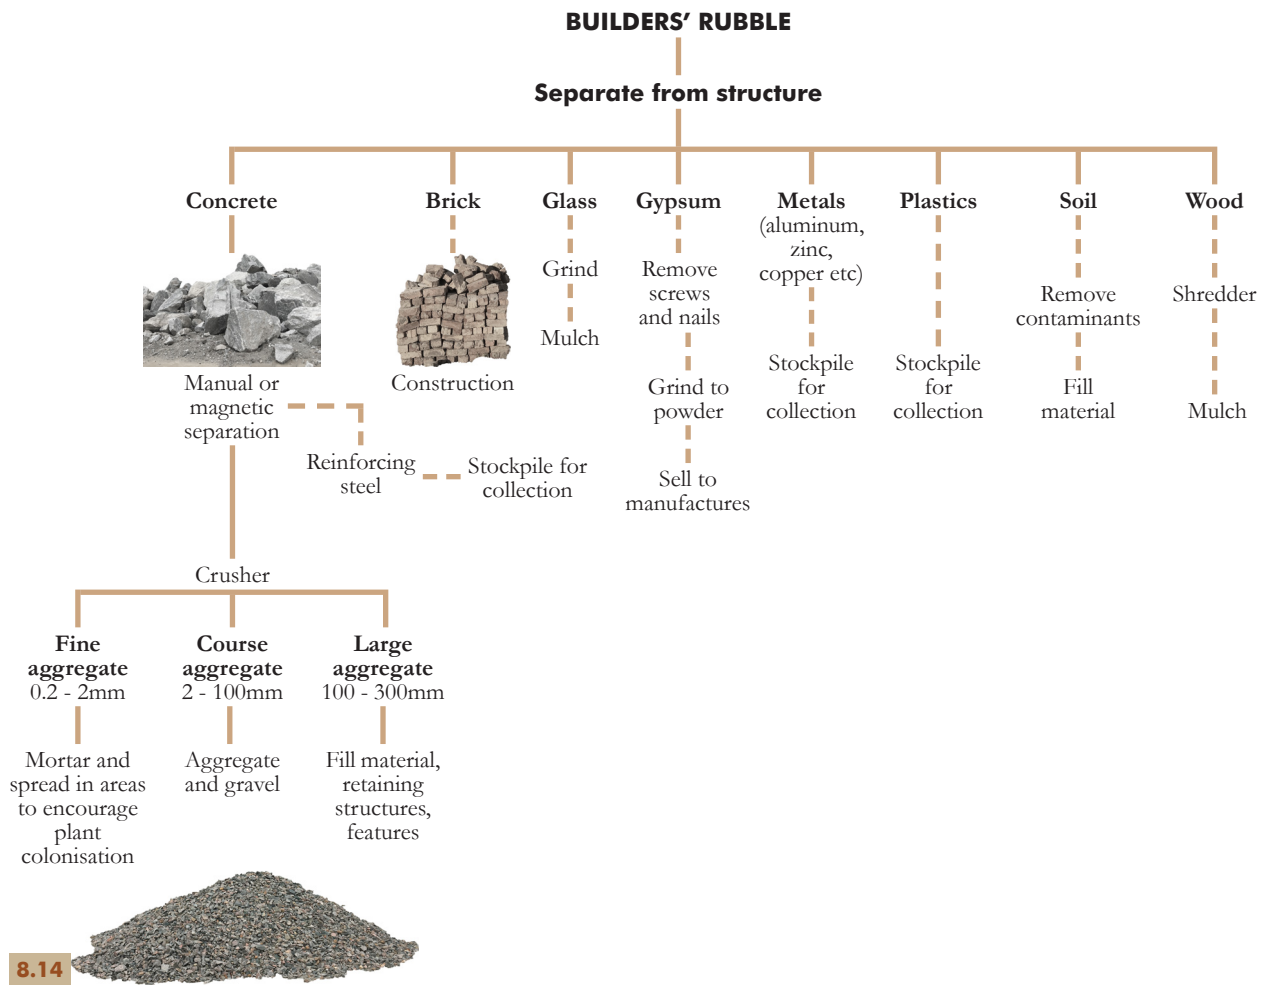 BUILDERS’ RUBBLE
Separate from structure
Concrete
Manual or
magnetic
separation
Reinforcing
steel
Stockpile for
collection
Crusher
Fine
aggregate
0.2 - 2mm
Mortar and
spread in areas
to encourage
plant
colonisation
Course
aggregate
2 - 100mm
Aggregate
and gravel
Large
aggregate
100 - 300mm
Fill material,
retaining
structures,
features
Brick
Construction
Glass
Grind
Mulch
Gypsum
Remove
screws
and nails
Grind to
powder
Sell to
manufactures
Metals
(aluminum,
zinc,
copper etc)
Stockpile
for
collection
Plastics
Stockpile
for
collection
Soil
Remove
contaminants
Fill
material
Wood
Shredder
Mulch
8.14